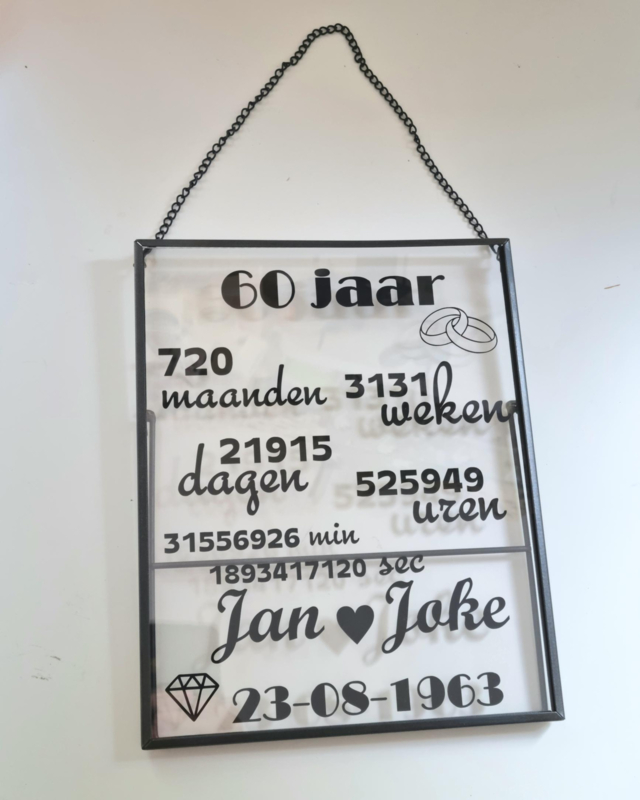 60 jaar
720
maanden
3131
weken
21915
dagen
525949
uren
31556926 min
1893417120 sec
Jan ♥ Joke
23-08-1963